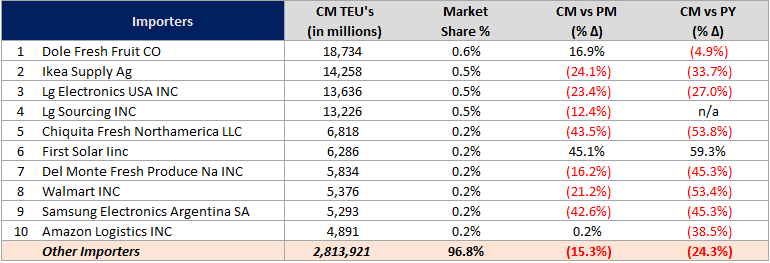 Importers CM TEU's (in millions) Market Share % CM vs PM (% Δ) CM vs PY (% Δ)
1 Dole Fresh Fruit CO 18,734 0.6% 16.9% (4.9%)
2 Ikea Supply Ag 14,258 0.5% (24.1%) (33.7%)
3 Lg Electronics USA INC 13,636 0.5% (23.4%) (27.0%)
4 Lg Sourcing INC 13,226 0.5% (12.4%) n/a
5 Chiquita Fresh Northamerica LLC 6,818 0.2% (43.5%) (53.8%)
6 First Solar Iinc 6,286 0.2% 45.1% 59.3%
7 Del Monte Fresh Produce Na INC 5,834 0.2% (16.2%) (45.3%)
8 Walmart INC 5,376 0.2% (21.2%) (53.4%)
9 Samsung Electronics Argentina SA 5,293 0.2% (42.6%) (45.3%)
10 Amazon Logistics INC 4,891 0.2% 0.2% (38.5%)
Other Importers 2,813,921 96.8% (15.3%) (24.3%)